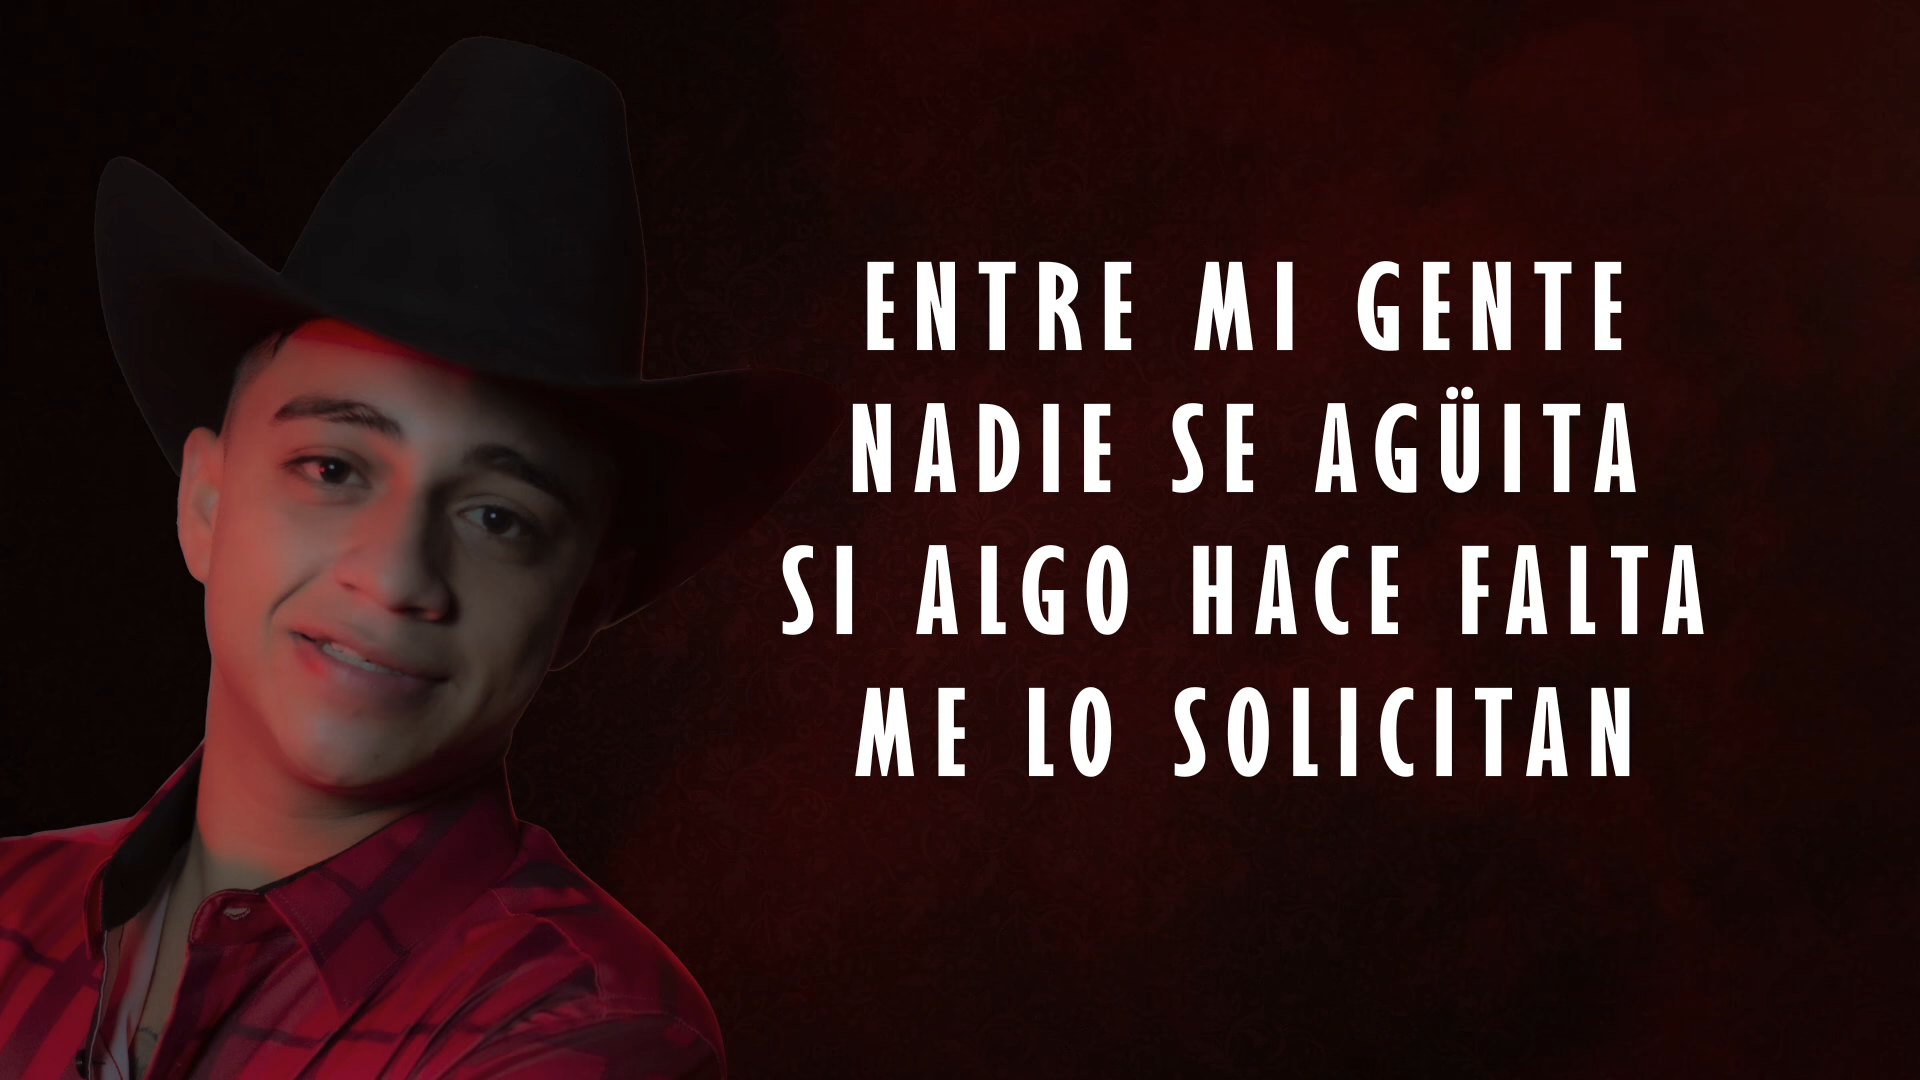 ENTRE MI GENTE
NADIE SE AGÜITA
SI ALGO HACE FALTA
ME LO SOLICITAN